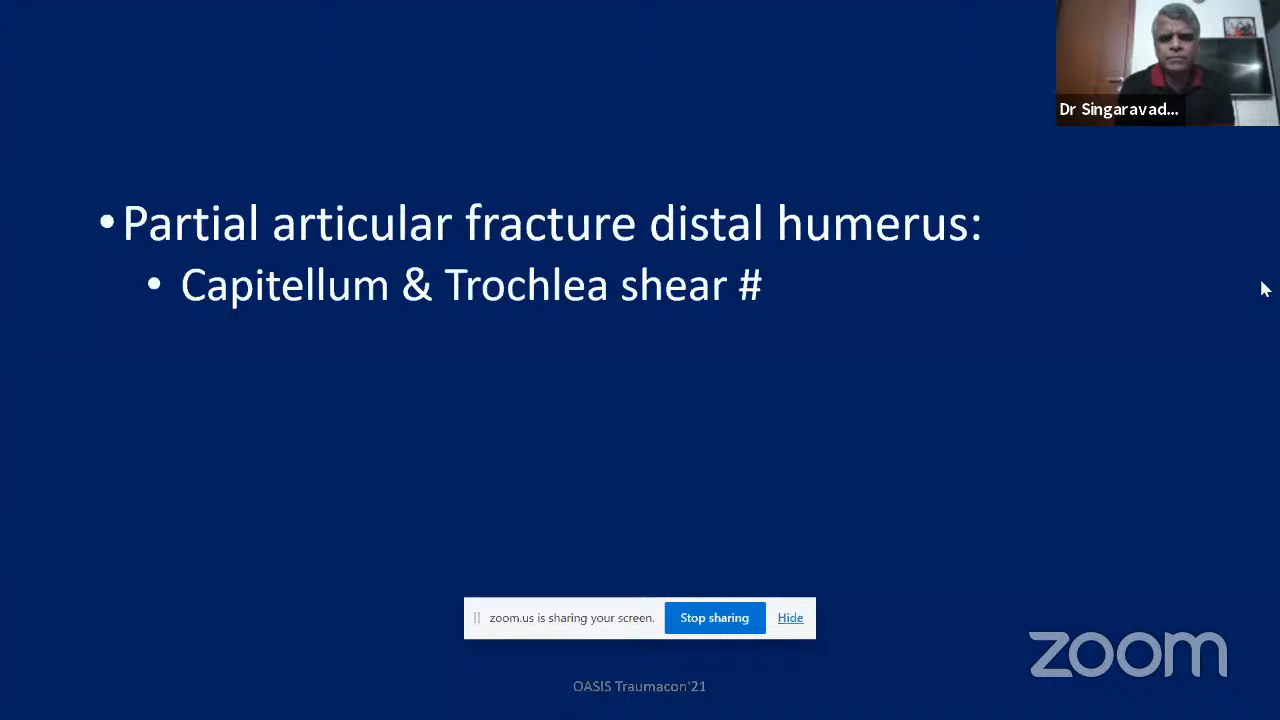 Dr Singaravad...
•Partial articular fracture distal humerus:
• Capitellum & Trochlea shear #
zoom.us is sharing your screen. Stop sharing Hide
zoom
OASIS Traumacon'21